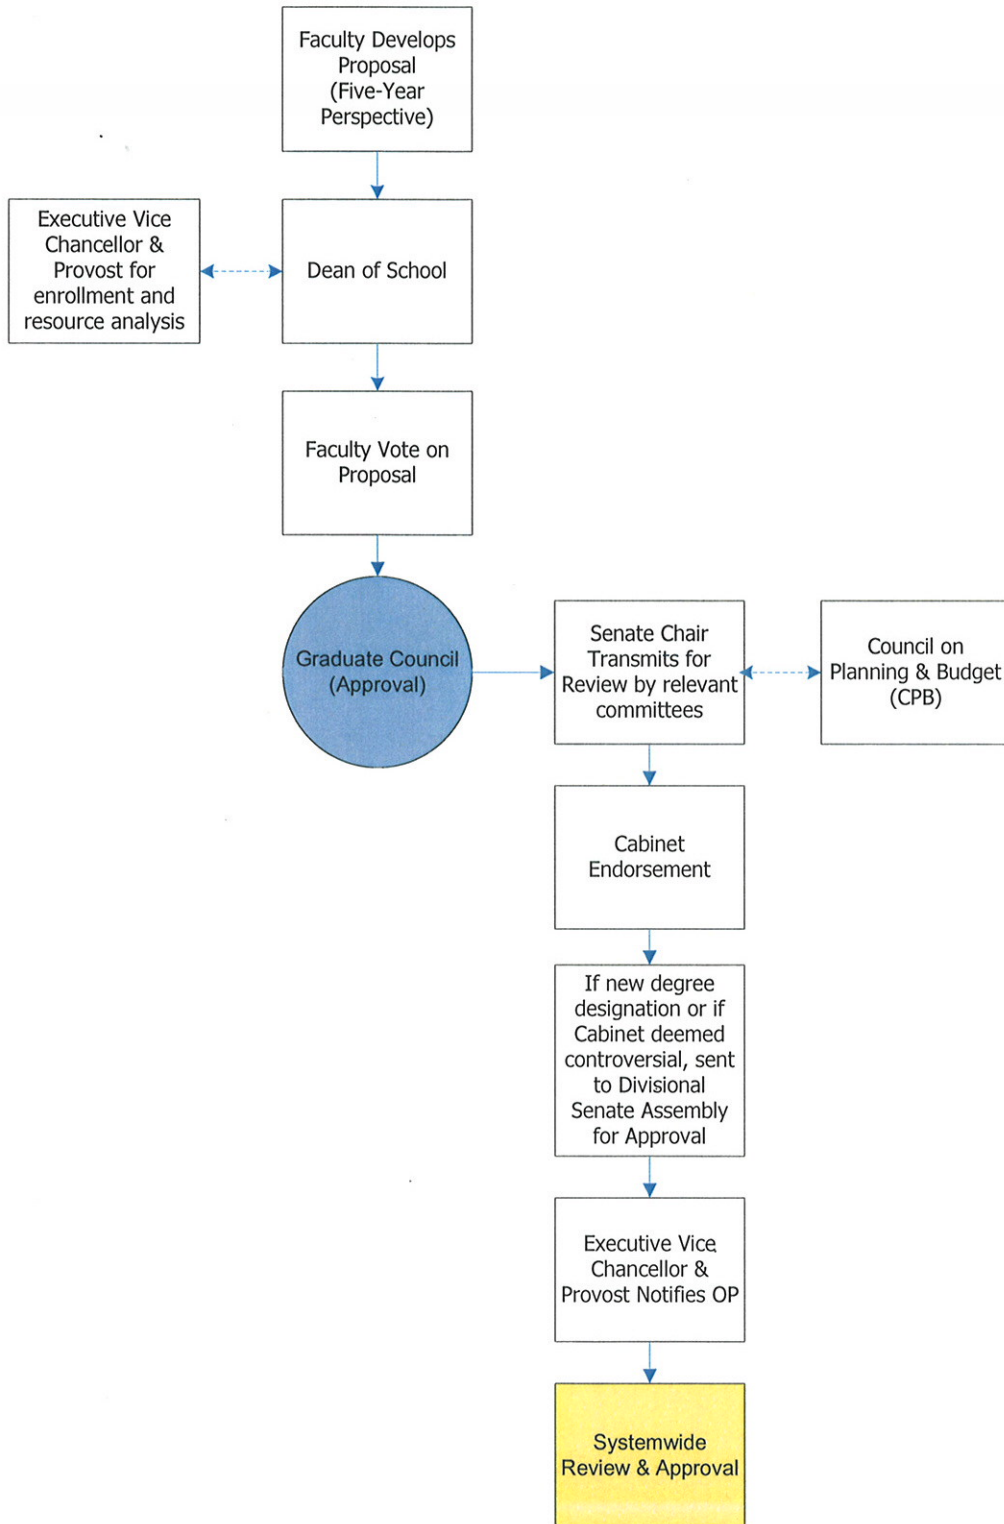 Faculty Develops
Proposal
(Five-Year
Perspective)
Executive Vice
Chancellor &
Provost for
enrollment and
resource analysis
Dean of School
Faculty Vote on
Proposal
Graduate Council
(Approval)
Senate Chair
Transmits for
Review by relevant
committees
Council on
Planning & Budget
(CPB)
Cabinet
Endorsement
If new degree
designation or if
Cabinet deemed
controversial, sent
to Divisional
Senate Assembly
for Approval
Executive Vice
Chancellor &
Provost Notifies OP
Systemwide
Review & Approval